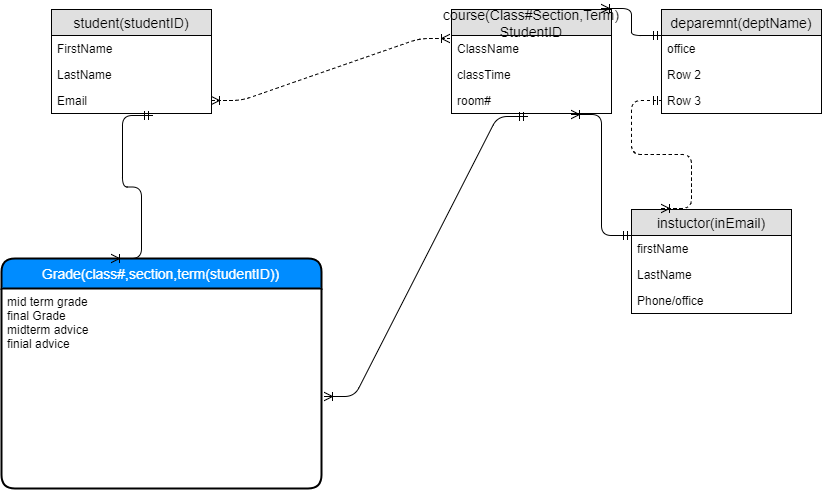 student(studentID)
FirstName
LastName
Email
course(Class#Section,Term)
StudentID
ClassName
classTime
room#
deparemnt(deptName)
office
Row 2
Row 3
instuctor(inEmail)
firstName
LastName
Phone/office
Grade(class#,section,term(studentID))
mid term grade
final Grade
midterm advice
finial advice